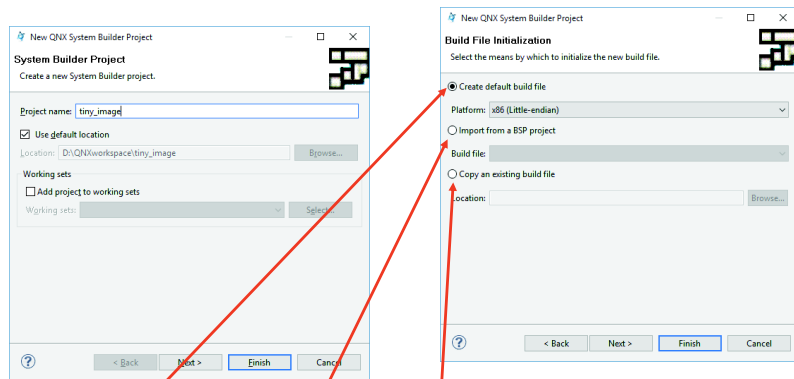 New QNX System Builder Project
System Builder Project
Create a new System Builder project.
Project name: tiny_image
Use default location
Location: D:\QNXworkspace\tiny_image Browse...
Working sets
Add project to working sets
Working sets: Select...
? < Back Next > Finish Cancel
New QNX System Builder Project
Build File Initialization
Select the means by which to initialize the new build file.
Create default build file
Platform: x86 (Little-endian)
Import from a BSP project
Build file:
Copy an existing build file
Location: Browse...
? < Back Next > Finish Cancel